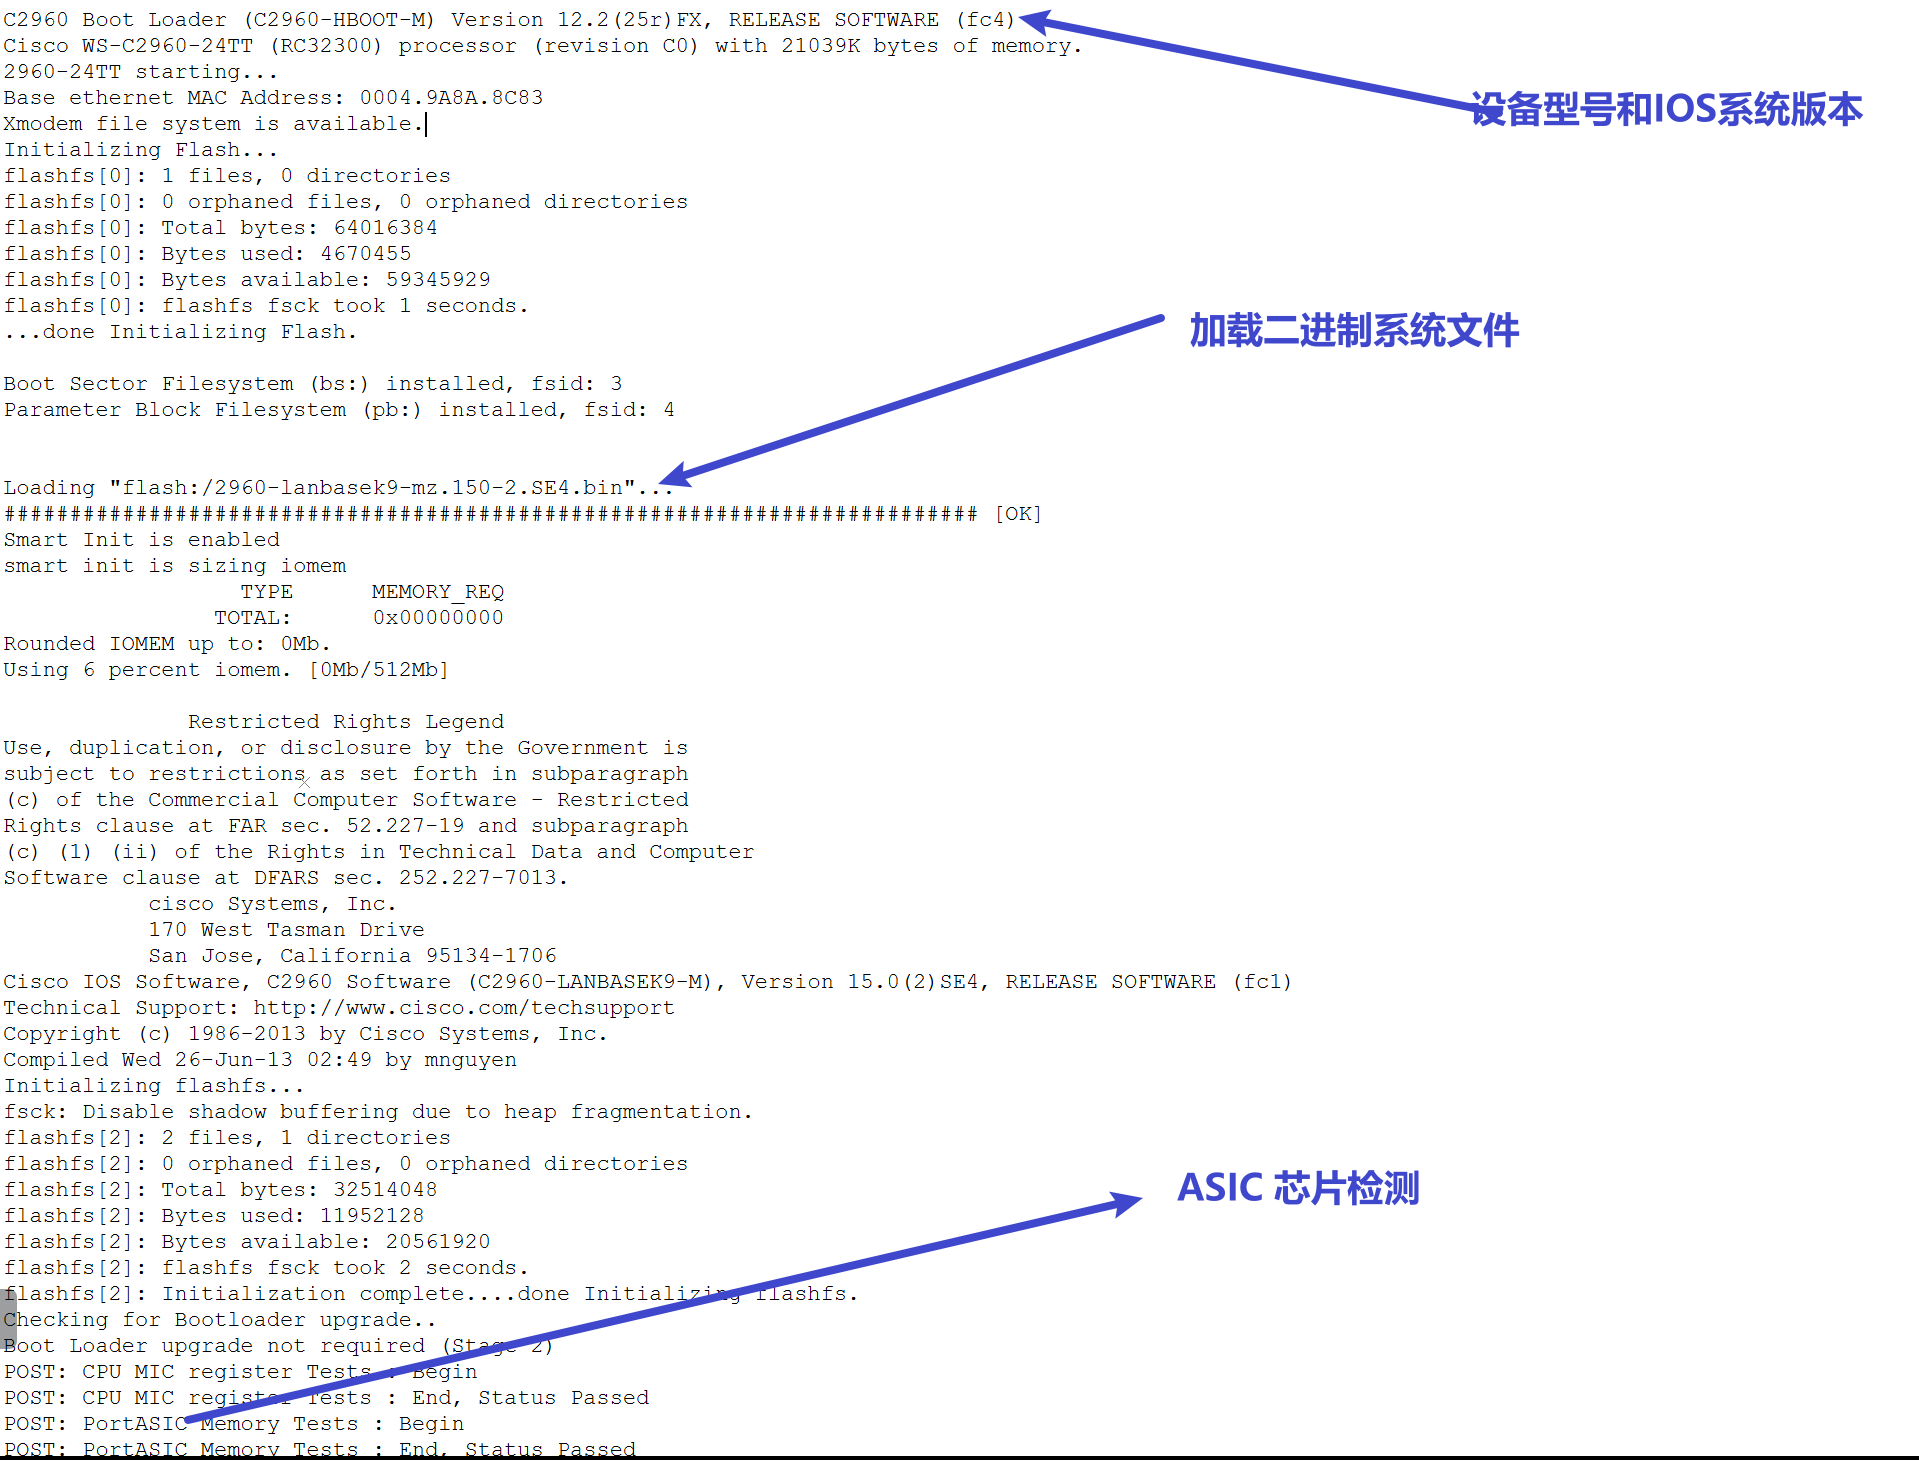 C2960 Boot Loader (C2960-HBOOT-M) Version 12.2(25r)FX, RELEASE SOFTWARE (fc4)
Cisco WS-C2960-24TT (RC32300) processor (revision C0) with 21039K bytes of memory.
2960-24TT starting...
Base ethernet MAC Address: 0004.9A8A.8C83
设备型号和IOS系统版本
Xmodem file system is available.
Initializing Flash...
flashfs[0]: 1 files, 0 directories
flashfs[0]: 0 orphaned files, 0 orphaned directories
flashfs[0]: Total bytes: 64016384
flashfs[0]: Bytes used: 4670455
flashfs[0]: Bytes available: 59345929
flashfs[0]: flashfs fsck took 1 seconds.
...done Initializing Flash.
加载二进制系统文件
Boot Sector Filesystem (bs:) installed, fsid: 3
Parameter Block Filesystem (pb:) installed, fsid: 4
Loading "flash:/2960-lanbasek9-mz.150-2.SE4.bin"...
########################################################################## [OK]
Smart Init is enabled
smart init is sizing iomem
TYPE MEMORY_REQ
TOTAL: 0x00000000
Rounded IOMEM up to: 0Mb.
Using 6 percent iomem. [0Mb/512Mb]
Restricted Rights Legend
Use, duplication, or disclosure by the Government is
subject to restrictions as set forth in subparagraph
(c) of the Commercial Computer Software - Restricted
Rights clause at FAR sec. 52.227-19 and subparagraph
(c) (1) (ii) of the Rights in Technical Data and Computer
Software clause at DFARS sec. 252.227-7013.
cisco Systems, Inc.
170 West Tasman Drive
San Jose, California 95134-1706
Cisco IOS Software, C2960 Software (C2960-LANBASEK9-M), Version 15.0(2)SE4, RELEASE SOFTWARE (fc1)
Technical Support: http://www.cisco.com/techsupport
Copyright (c) 1986-2013 by Cisco Systems, Inc.
Compiled Wed 26-Jun-13 02:49 by mnguyen
Initializing flashfs...
fsck: Disable shadow buffering due to heap fragmentation.
flashfs[2]: 2 files, 1 directories
flashfs[2]: 0 orphaned files, 0 orphaned directories
flashfs[2]: Total bytes: 32514048
ASIC 芯片检测
flashfs[2]: Bytes used: 11952128
flashfs[2]: Bytes available: 20561920
flashfs[2]: flashfs fsck took 2 seconds.
flashfs[2]: Initialization complete....done Initializing flashfs.
Checking for Bootloader upgrade..
Boot Loader upgrade not required (Stage 2)
POST: CPU MIC register Tests : Begin
POST: CPU MIC register Tests : End, Status Passed
POST: PortASIC Memory Tests : Begin
POST: PortASIC Memory Tests : End, Status Passed